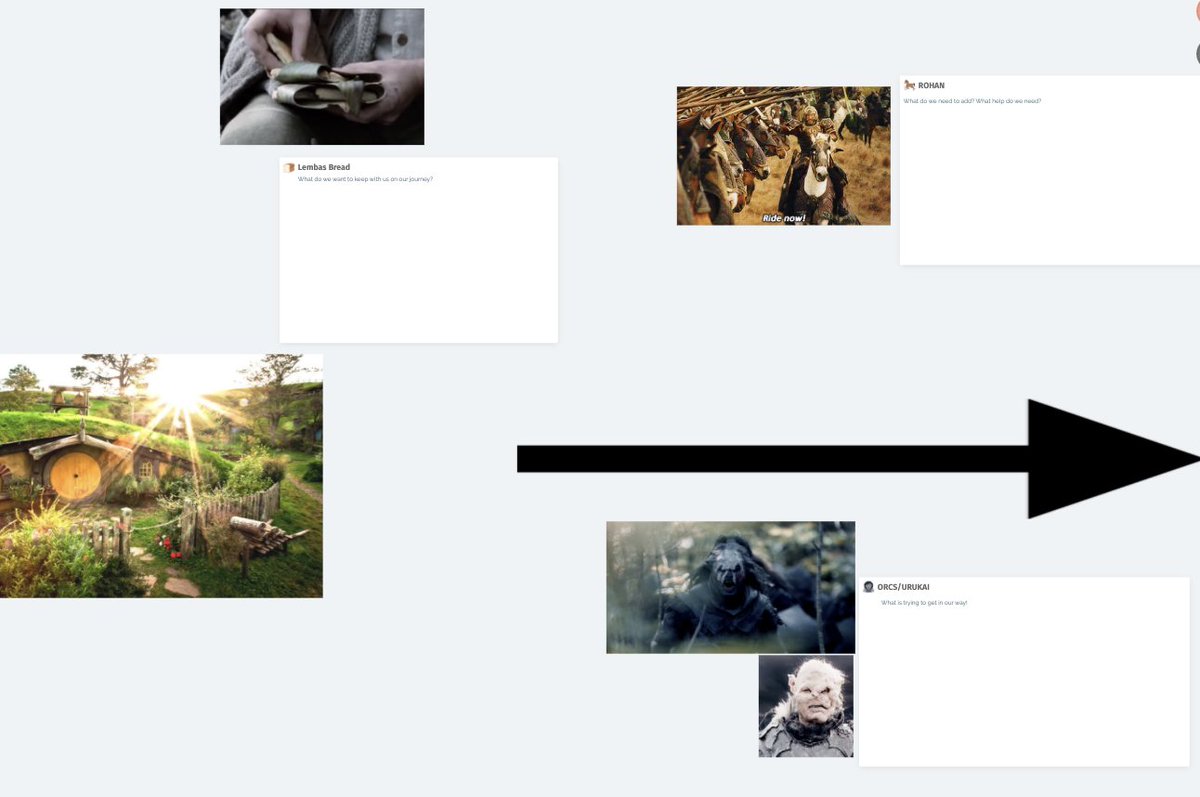 Lembas Bread
What do we want to keep with us on our journey?
Ride now!
ROHAN
What do we need to add? What help do we need?
ORCS/URUKAI
What is trying to get in our way!